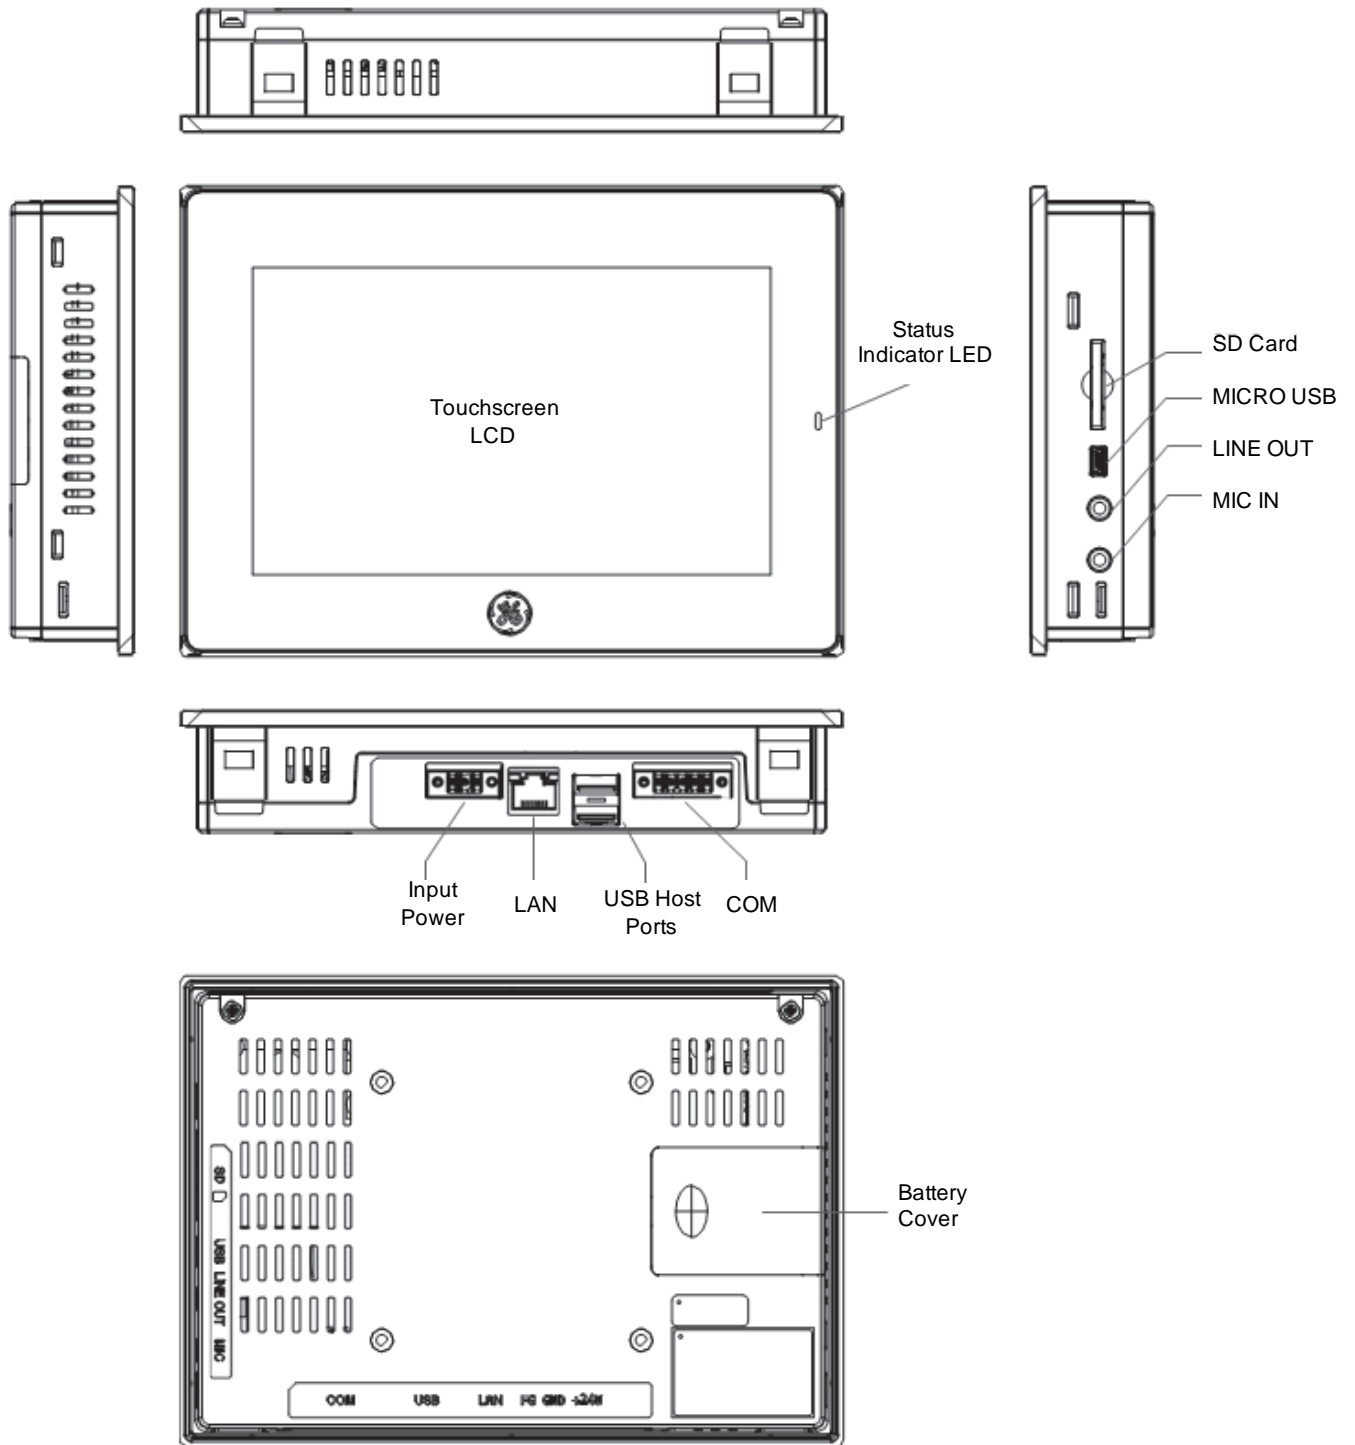 Status
Indicator LED
Touchscreen
LCD
SD Card
MICRO USB
LINE OUT
MIC IN
Input
Power
LAN
USB Host
Ports
COM
Battery
Cover
SD
USB
LINE OUT
MIC
COM USB LAN FG GND +24V